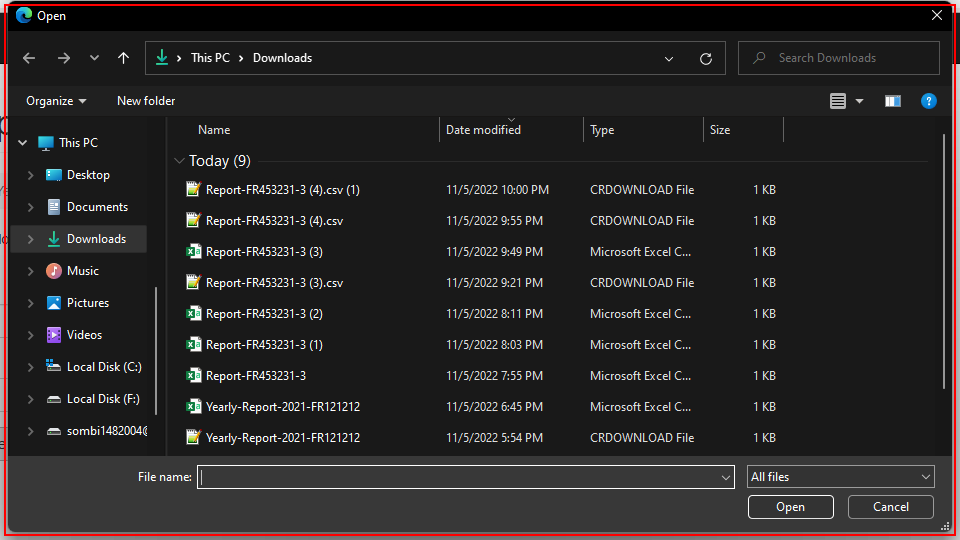 Open
This PC > Downloads
Search Downloads
Organize
New folder
Name Date modified Type Size
This PC
Desktop
Documents
Downloads
Music
Pictures
Videos
Local Disk (C:)
Local Disk (F:)
sombi1482004@
Today (9)
Report-FR453231-3 (4).csv (1) 11/5/2022 10:00 PM CRDOWNLOAD File 1 KB
Report-FR453231-3 (4).csv 11/5/2022 9:55 PM CRDOWNLOAD File 1 KB
Report-FR453231-3 (3) 11/5/2022 9:49 PM Microsoft Excel C... 1 KB
Report-FR453231-3 (3).csv 11/5/2022 9:21 PM CRDOWNLOAD File 1 KB
Report-FR453231-3 (2) 11/5/2022 8:11 PM Microsoft Excel C... 1 KB
Report-FR453231-3 (1) 11/5/2022 8:03 PM Microsoft Excel C... 1 KB
Report-FR453231-3 11/5/2022 7:55 PM Microsoft Excel C... 1 KB
Yearly-Report-2021-FR121212 11/5/2022 6:45 PM Microsoft Excel C... 1 KB
Yearly-Report-2021-FR121212 11/5/2022 5:54 PM CRDOWNLOAD File 1 KB
File name:
All files
Open
Cancel